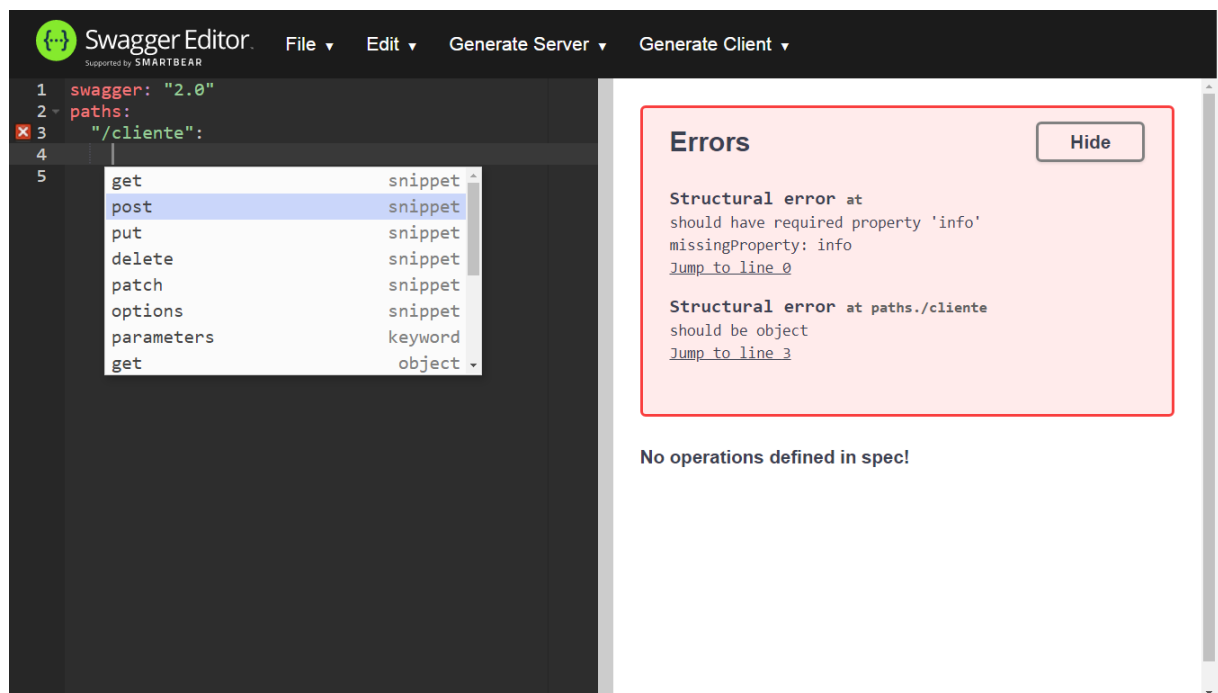 {···} Swagger Editor. File ▾ Edit ▾ Generate Server ▾ Generate Client ▾
Supported by SMARTBEAR
1 swagger: "2.0"
2 paths:
3 "/cliente":
4
5
get snippet
post snippet
put snippet
delete snippet
patch snippet
options snippet
parameters keyword
get object
Errors
Hide
Structural error at
should have required property 'info'
missingProperty: info
Jump to line 0
Structural error at paths./cliente
should be object
Jump to line 3
No operations defined in spec!